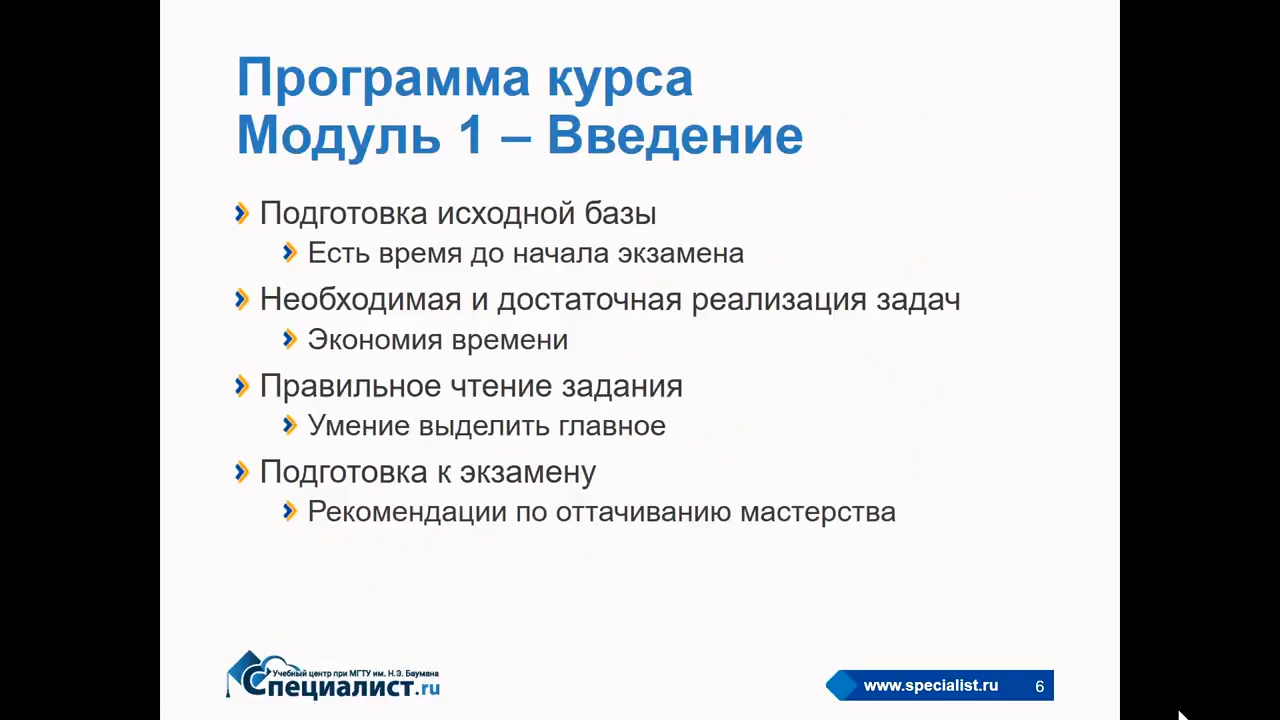 Программа курса
Модуль 1 – Введение
Подготовка исходной базы
Есть время до начала экзамена
Необходимая и достаточная реализация задач
Экономия времени
Правильное чтение задания
Умение выделить главное
Подготовка к экзамену
Рекомендации по оттачиванию мастерства
Учебный центр при МГТУ им. Н.Э. Баумана
Специалист.ru
www.specialist.ru 6